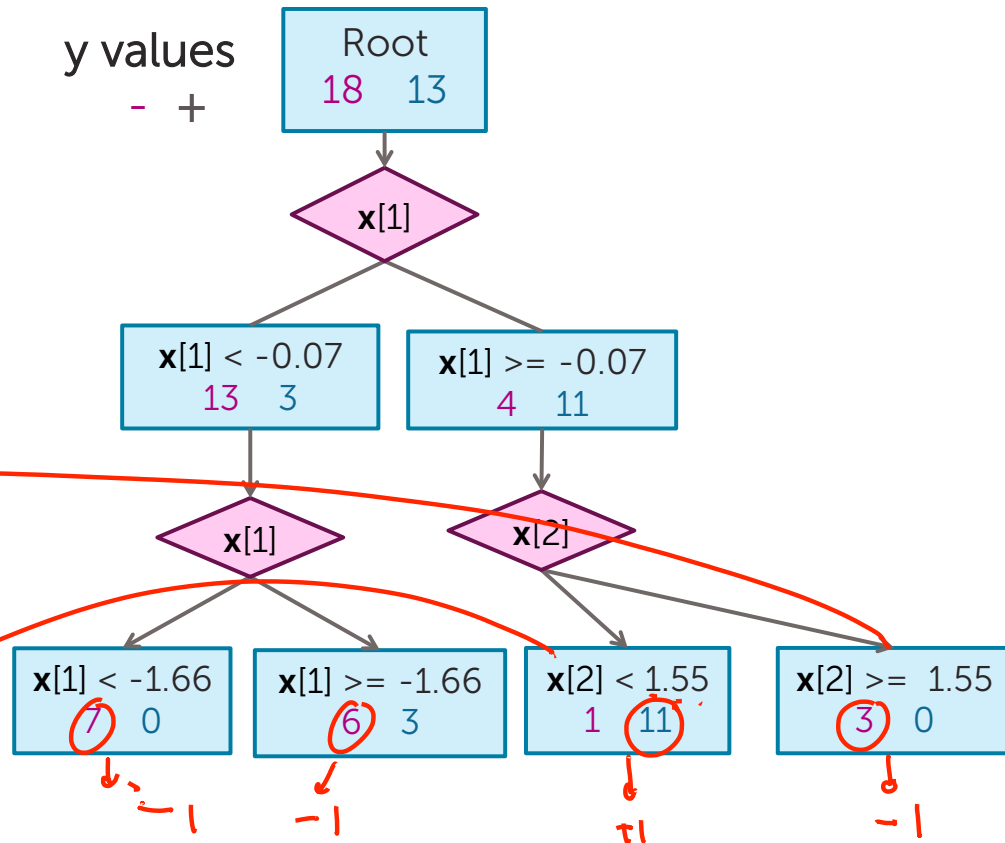 y values
- +
Root
18 13
x[1]
x[1] < -0.07
13 3
x[1] >= -0.07
4 11
x[1]
x[2]
x[1] < -1.66
7 0
x[1] >= -1.66
6 3
x[2] < 1.55
1 11
x[2] >= 1.55
3 0
-1
-1
+1
-1